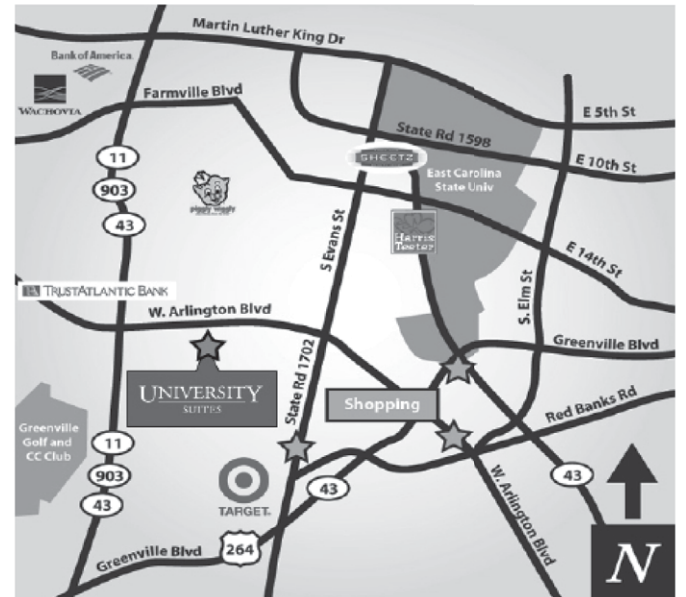 Martin Luther King Dr
Bank of America
WACHOVIA
Farmville Blvd
E 5th St
State Rd 1598
11
SHEETZ
E 10th St
903
East Carolina
State Univ
43
piggly wiggly
Harris
Teeter
S Evans St
E 14th St
TRUSTATLANTIC BANK
S. Elm St
W. Arlington Blvd
Greenville Blvd
State Rd 1702
UNIVERSITY
SUITES
Shopping
Red Banks Rd
Greenville
Golf and
CC Club
11
903
43
TARGET
43
43
W. Arlington Blvd
Greenville Blvd
264
N